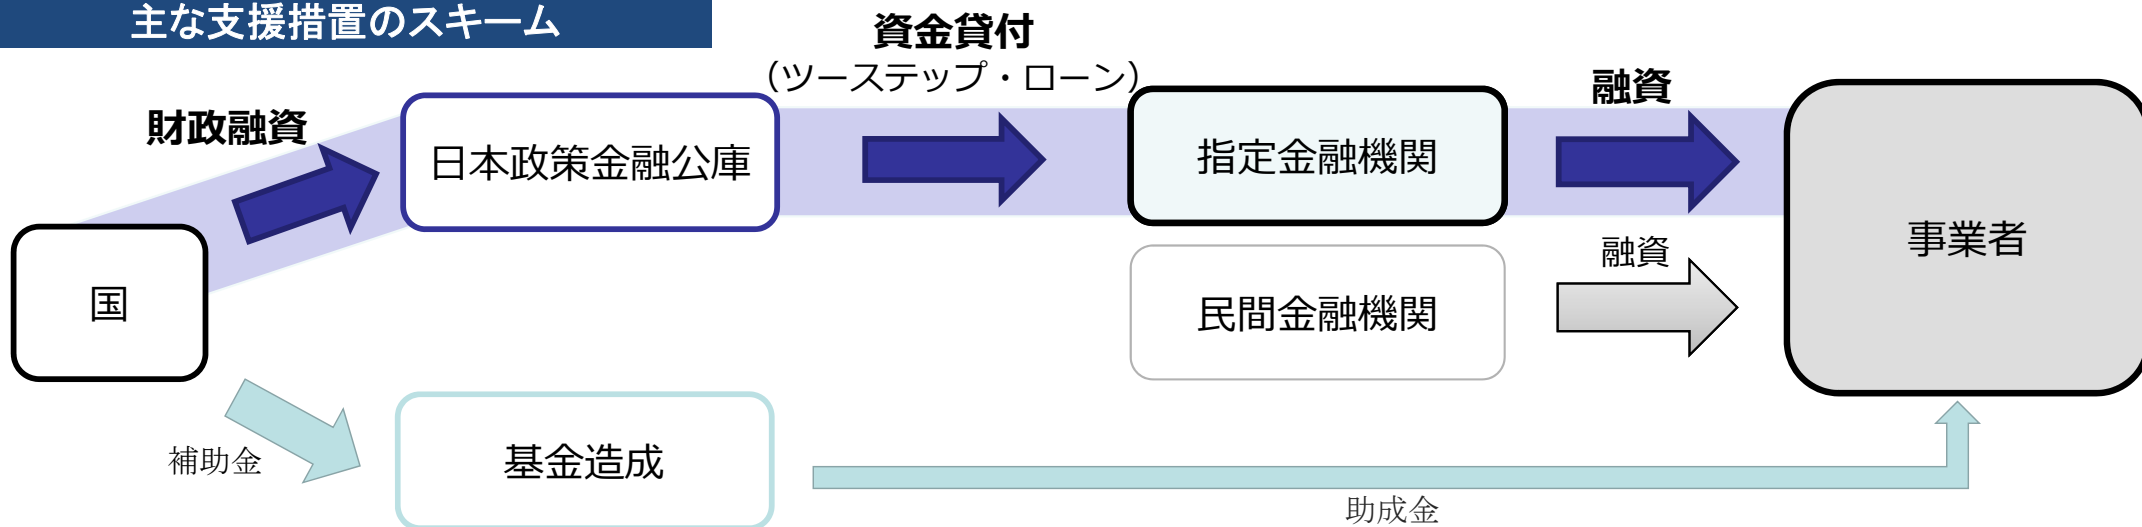 主な支援措置のスキーム
資金貸付
（ツーステップ・ローン）
融資
財政融資
日本政策金融公庫
指定金融機関
事業者
融資
国
民間金融機関
補助金
基金造成
助成金